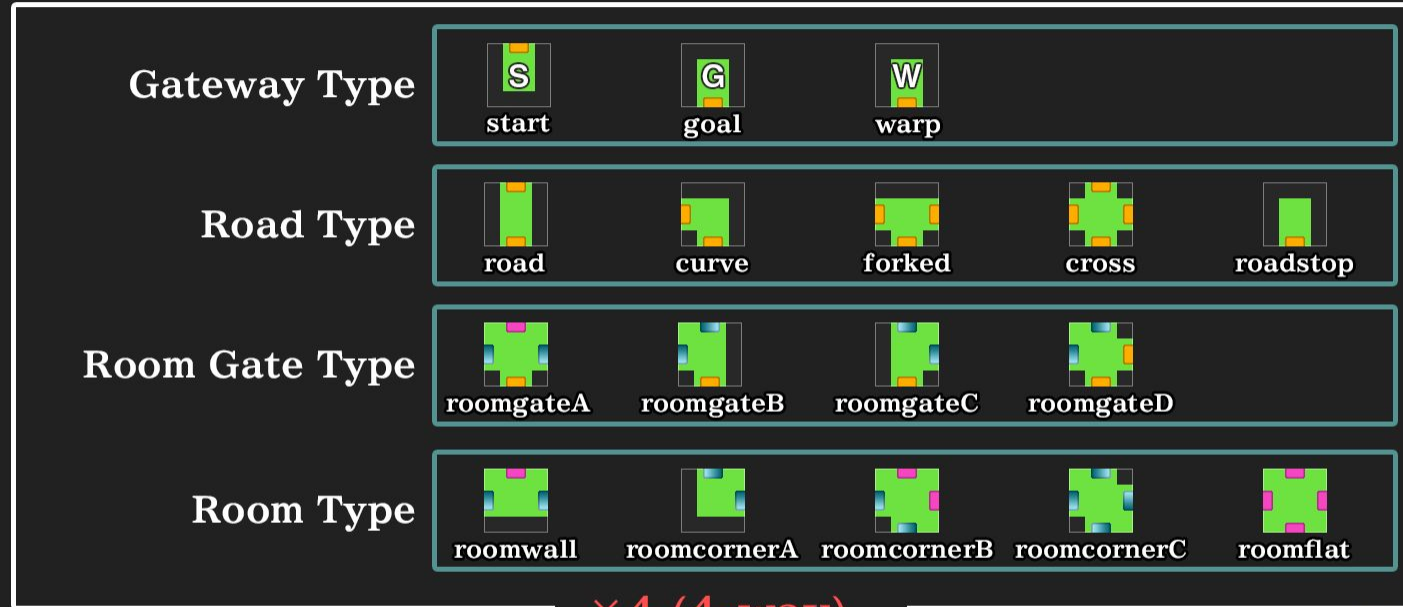 Gateway Type
S G W
start goal warp
Road Type
road curve forked cross roadstop
Room Gate Type
roomgateA roomgateB roomgateC roomgateD
Room Type
roomwall roomcornerA roomcornerB roomcornerC roomflat